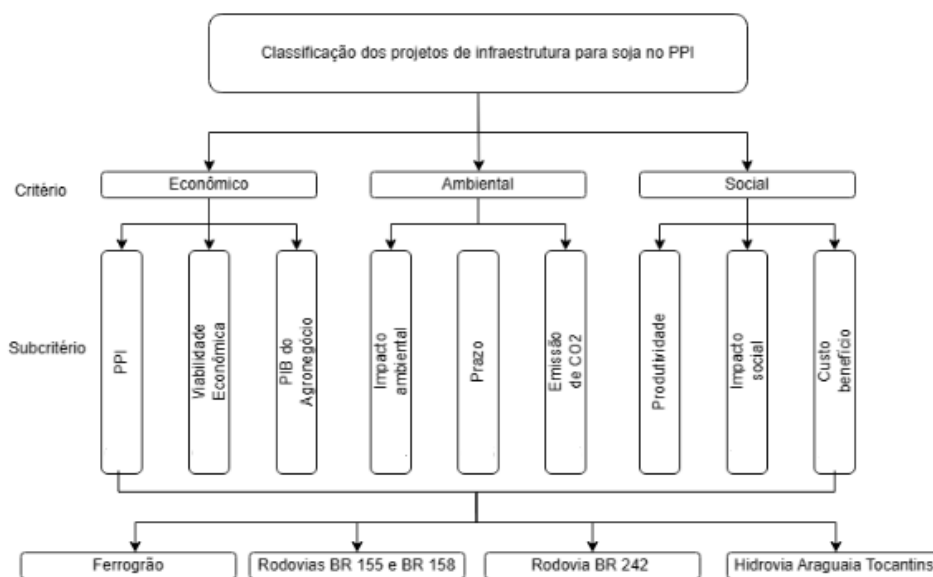 Classificação dos projetos de infraestrutura para soja no PPI
Critério
Econômico
Ambiental
Social
Subcritério
PPI
Viabilidade
Econômica
PIB do
Agronegócio
Impacto
ambiental
Prazo
Emissão
de CO2
Produtividade
Impacto
social
Custo
benefício
Ferrogrão
Rodovias BR 155 e BR 158
Rodovia BR 242
Hidrovia Araguaia Tocantins